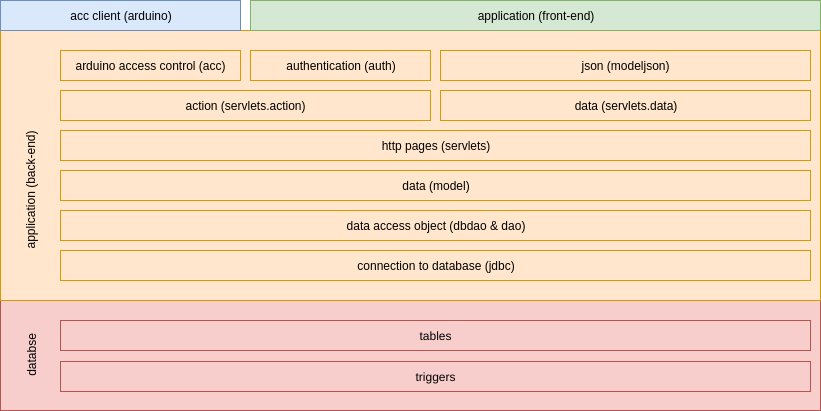 acc client (arduino)
application (front-end)
arduino access control (acc)
authentication (auth)
json (modeljson)
action (servlets.action)
data (servlets.data)
http pages (servlets)
application (back-end)
data (model)
data access object (dbdao & dao)
connection to database (jdbc)
tables
databse
triggers